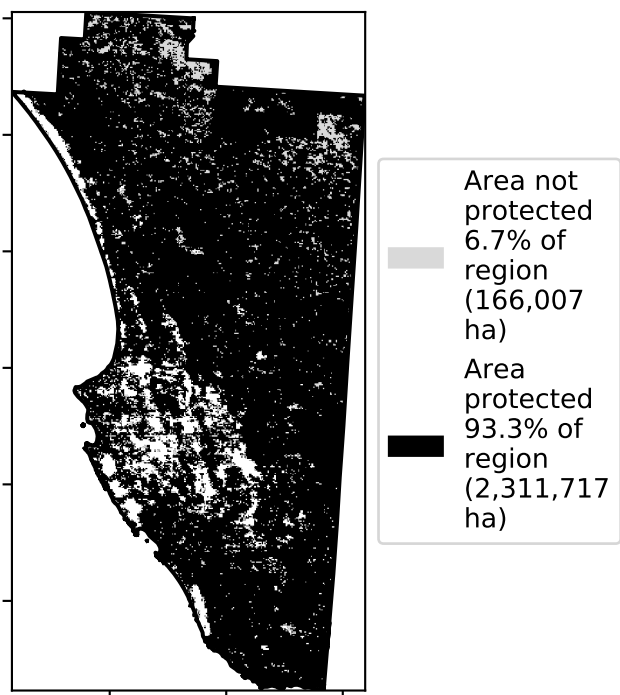 Area not
protected
6.7% of
region
(166,007
ha)
Area
protected
93.3% of
region
(2,311,717
ha)